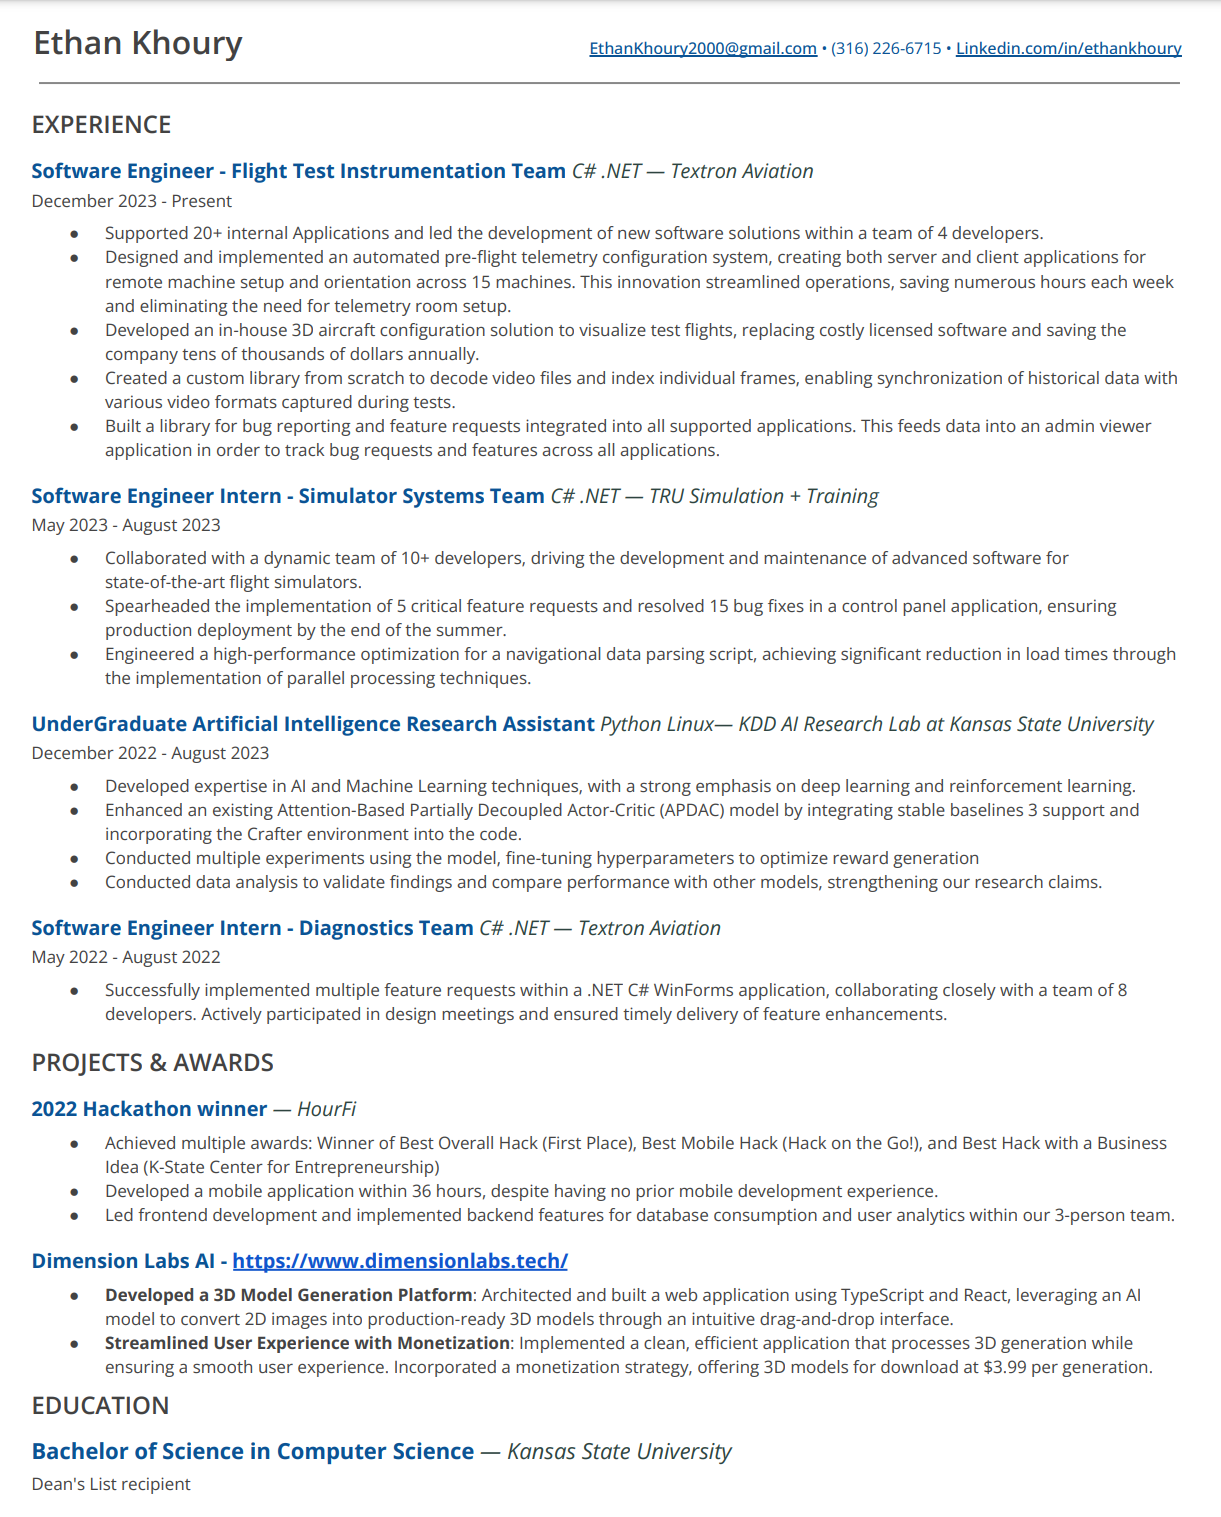 Ethan Khoury
EthanKhoury2000@gmail.com • (316) 226-6715 • Linkedin.com/in/ethankhoury
EXPERIENCE
Software Engineer - Flight Test Instrumentation Team C# .NET — Textron Aviation
December 2023 - Present
● Supported 20+ internal Applications and led the development of new software solutions within a team of 4 developers.
● Designed and implemented an automated pre-flight telemetry configuration system, creating both server and client applications for
remote machine setup and orientation across 15 machines. This innovation streamlined operations, saving numerous hours each week
and eliminating the need for telemetry room setup.
● Developed an in-house 3D aircraft configuration solution to visualize test flights, replacing costly licensed software and saving the
company tens of thousands of dollars annually.
● Created a custom library from scratch to decode video files and index individual frames, enabling synchronization of historical data with
various video formats captured during tests.
● Built a library for bug reporting and feature requests integrated into all supported applications. This feeds data into an admin viewer
application in order to track bug requests and features across all applications.
Software Engineer Intern - Simulator Systems Team C# .NET — TRU Simulation + Training
May 2023 - August 2023
● Collaborated with a dynamic team of 10+ developers, driving the development and maintenance of advanced software for
state-of-the-art flight simulators.
● Spearheaded the implementation of 5 critical feature requests and resolved 15 bug fixes in a control panel application, ensuring
production deployment by the end of the summer.
● Engineered a high-performance optimization for a navigational data parsing script, achieving significant reduction in load times through
the implementation of parallel processing techniques.
UnderGraduate Artificial Intelligence Research Assistant Python Linux— KDD AI Research Lab at Kansas State University
December 2022 - August 2023
● Developed expertise in AI and Machine Learning techniques, with a strong emphasis on deep learning and reinforcement learning.
● Enhanced an existing Attention-Based Partially Decoupled Actor-Critic (APDAC) model by integrating stable baselines 3 support and
incorporating the Crafter environment into the code.
● Conducted multiple experiments using the model, fine-tuning hyperparameters to optimize reward generation
● Conducted data analysis to validate findings and compare performance with other models, strengthening our research claims.
Software Engineer Intern - Diagnostics Team C# .NET — Textron Aviation
May 2022 - August 2022
● Successfully implemented multiple feature requests within a .NET C# WinForms application, collaborating closely with a team of 8
developers. Actively participated in design meetings and ensured timely delivery of feature enhancements.
PROJECTS & AWARDS
2022 Hackathon winner — HourFi
● Achieved multiple awards: Winner of Best Overall Hack (First Place), Best Mobile Hack (Hack on the Go!), and Best Hack with a Business
Idea (K-State Center for Entrepreneurship)
● Developed a mobile application within 36 hours, despite having no prior mobile development experience.
● Led frontend development and implemented backend features for database consumption and user analytics within our 3-person team.
Dimension Labs AI - https://www.dimensionlabs.tech/
● Developed a 3D Model Generation Platform: Architected and built a web application using TypeScript and React, leveraging an AI
model to convert 2D images into production-ready 3D models through an intuitive drag-and-drop interface.
● Streamlined User Experience with Monetization: Implemented a clean, efficient application that processes 3D generation while
ensuring a smooth user experience. Incorporated a monetization strategy, offering 3D models for download at $3.99 per generation.
EDUCATION
Bachelor of Science in Computer Science — Kansas State University
Dean's List recipient